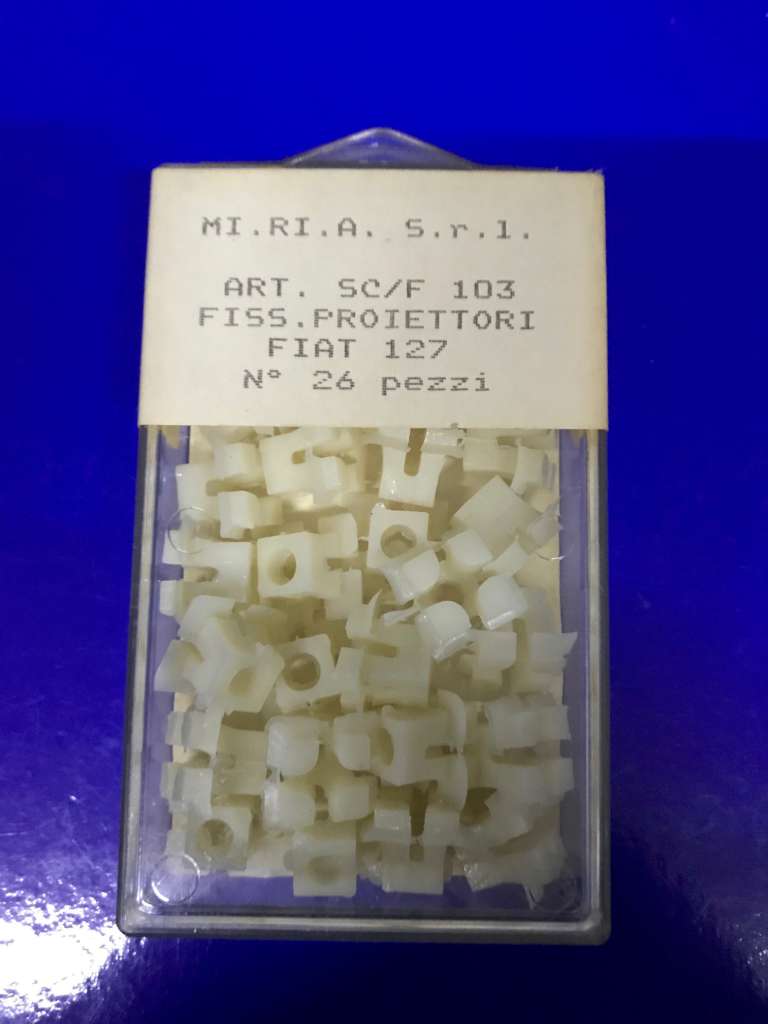 MI.RI.A. S.r.l.
ART. SC/F 103
FISS.PROIETTORI
FIAT 127
N° 26 pezzi